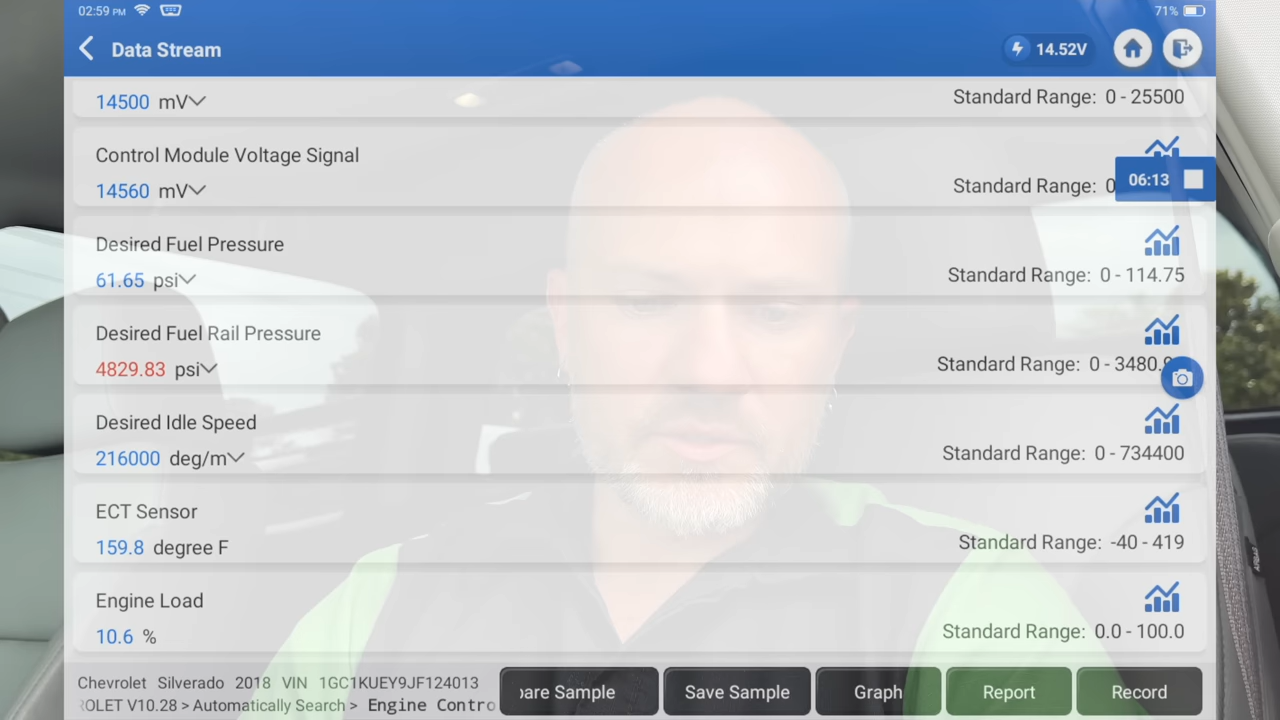 02:59 PM 71%
Data Stream 14.52V
14500 mV Standard Range: 0 - 25500
Control Module Voltage Signal
14560 mV Standard Range: 0
06:13
Desired Fuel Pressure
61.65 psi Standard Range: 0 - 114.75
Desired Fuel Rail Pressure
4829.83 psi Standard Range: 0 - 3480.
Desired Idle Speed
216000 deg/m Standard Range: 0 - 734400
ECT Sensor
159.8 degree F Standard Range: -40 - 419
Engine Load
10.6 % Standard Range: 0.0 - 100.0
Chevrolet Silverado 2018 VIN 1GC1KUEY9JF124013
OLET V10.28 > Automatically Search > Engine Contro
are Sample Save Sample Graph Report Record
AIRBAG